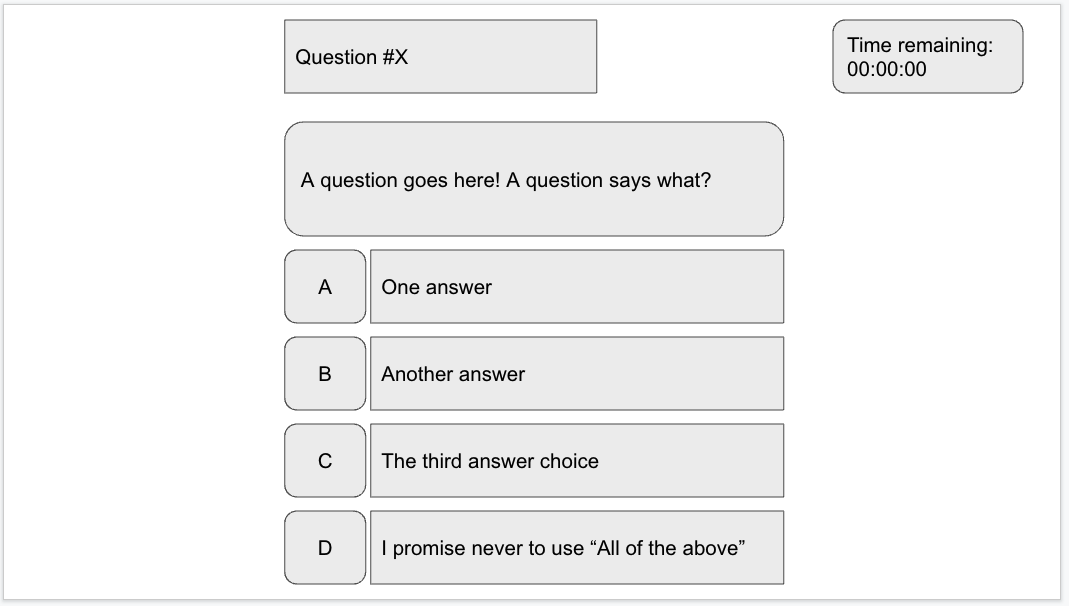 Question #X
Time remaining:
00:00:00
A question goes here! A question says what?
A
One answer
B
Another answer
C
The third answer choice
D
I promise never to use “All of the above”